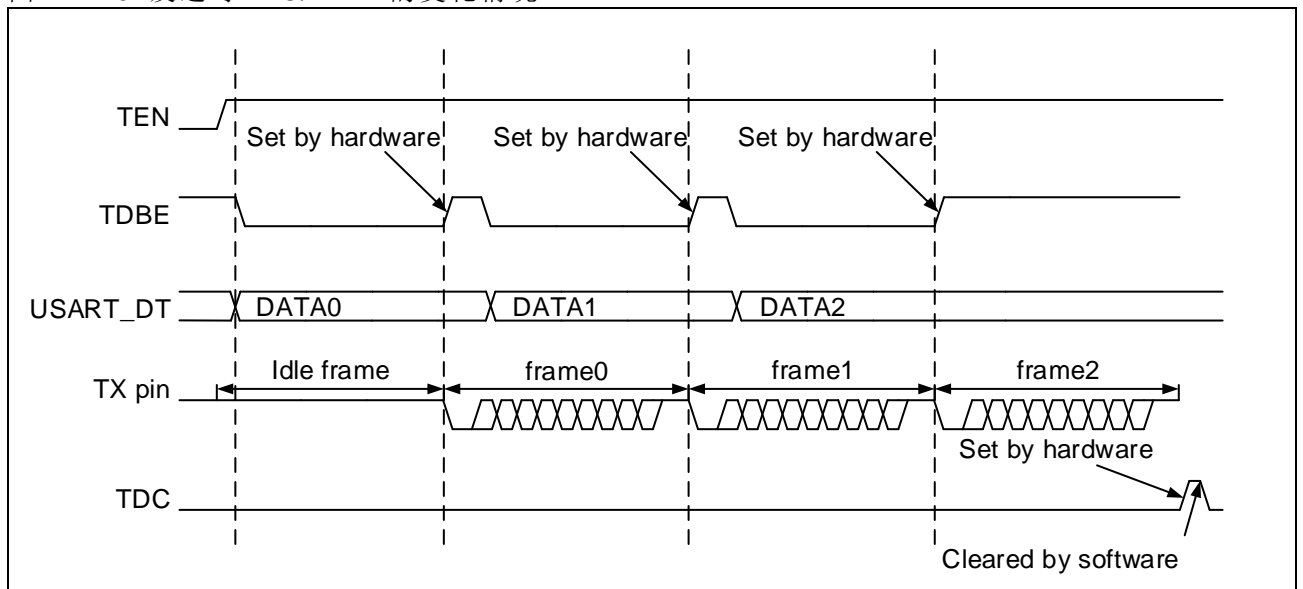 TEN
Set by hardware Set by hardware Set by hardware
TDBE
USART_DT DATA0 DATA1 DATA2
Idle frame frame0 frame1 frame2
TX pin
Set by hardware
TDC
Cleared by software